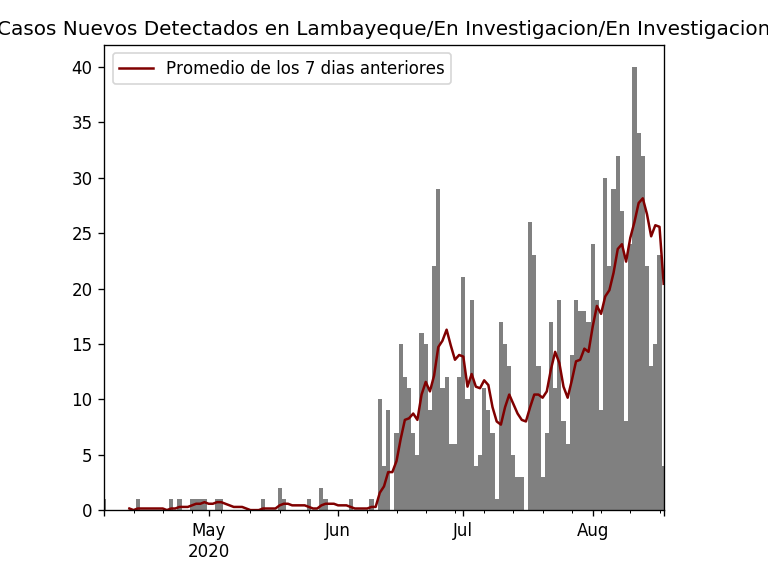 Casos Nuevos Detectados en Lambayeque/En Investigacion/En Investigacion
Promedio de los 7 dias anteriores
40
35
30
25
20
15
10
5
0
May
2020
Jun
Jul
Aug